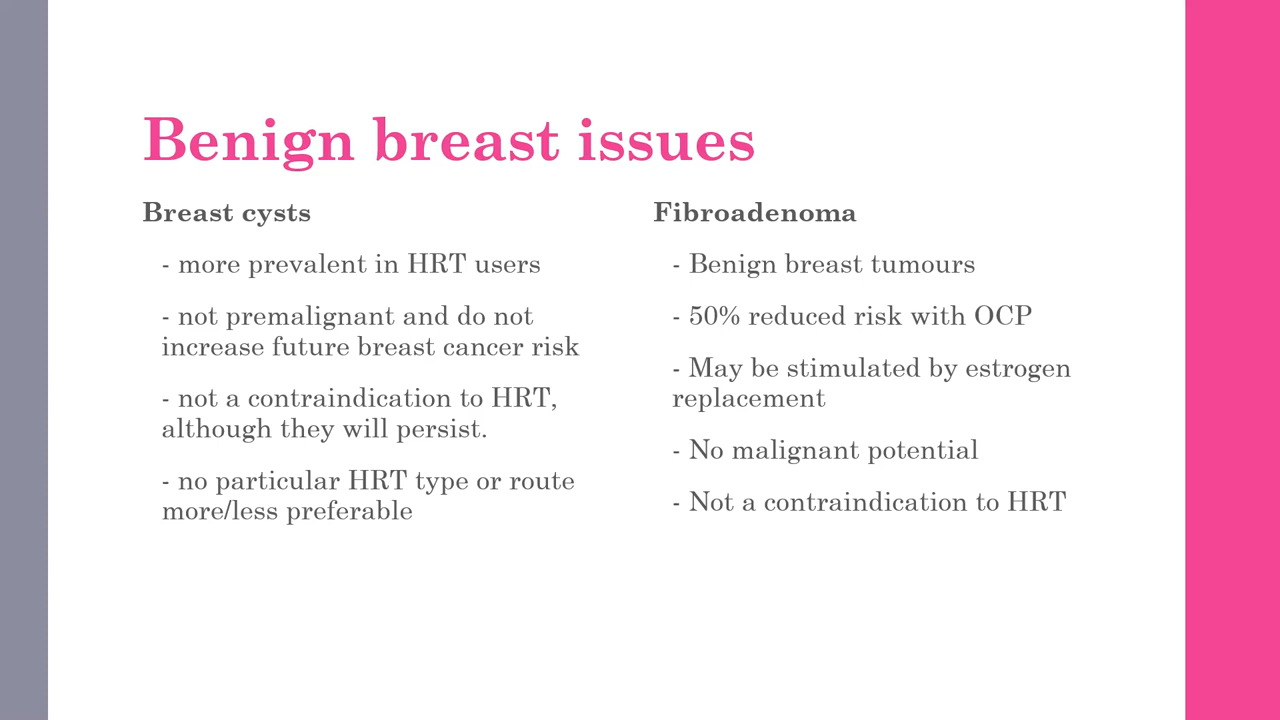 Benign breast issues
Breast cysts
- more prevalent in HRT users
- not premalignant and do not
increase future breast cancer risk
- not a contraindication to HRT,
although they will persist.
- no particular HRT type or route
more/less preferable
Fibroadenoma
- Benign breast tumours
- 50% reduced risk with OCP
- May be stimulated by estrogen
replacement
- No malignant potential
- Not a contraindication to HRT